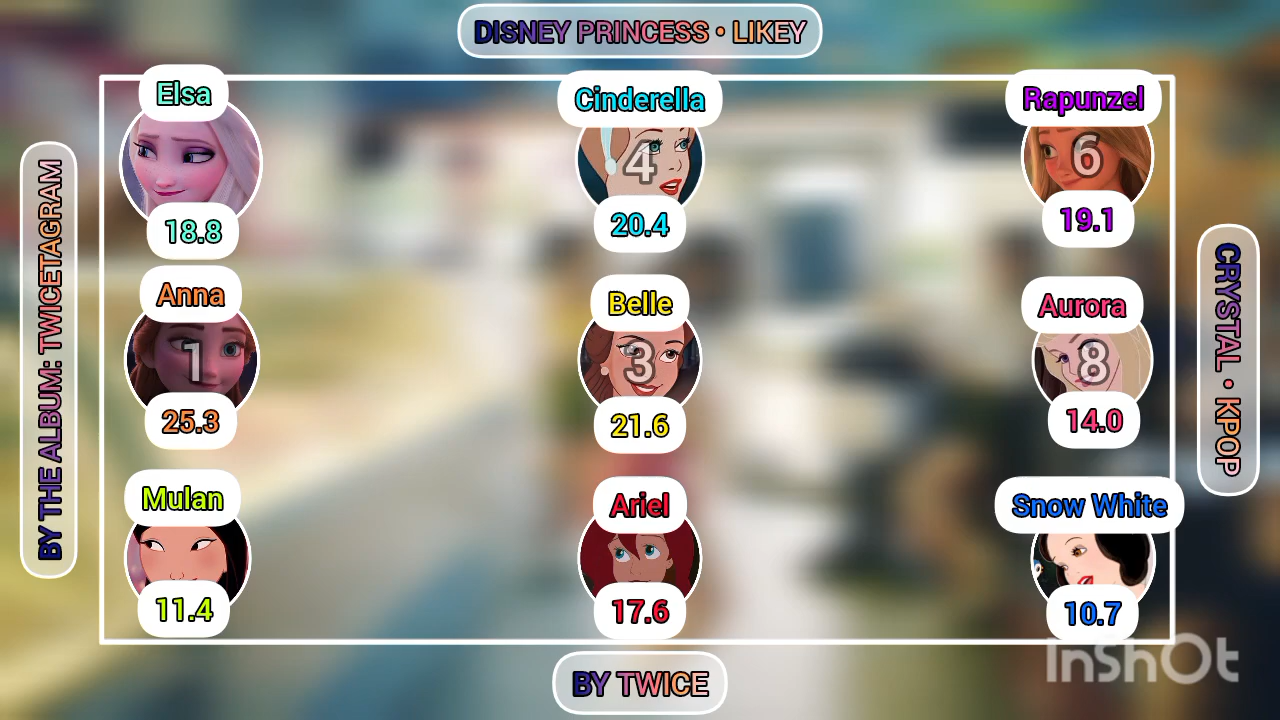 DISNEY PRINCESS • LIKEY
BY THE ALBUM: TWICETAGRAM
Elsa
18.8
Cinderella
4
20.4
Rapunzel
6
19.1
Anna
1
25.3
Belle
3
21.6
Aurora
8
14.0
Mulan
11.4
Ariel
17.6
Snow White
10.7
CRYSTAL • KPOP
BY TWICE
InShOt